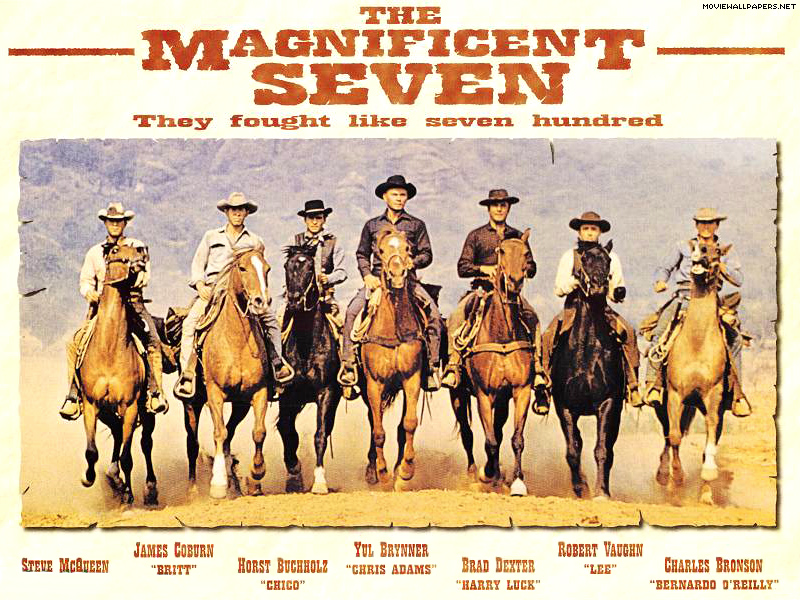 MOVIEWALLPAPERS.NET
THE
MAGNIFICENT
SEVEN
They fought like seven hundred
STEVE MCQUEEN
JAMES COBURN
"BRITT"
HORST BUCHHOLZ
"CHICO"
YUL BRYNNER
"CHRIS ADAMS"
BRAD DEXTER
"HARRY LUCK"
ROBERT VAUGHN
"LEE"
CHARLES BRONSON
"BERNARDO O'REILLY"